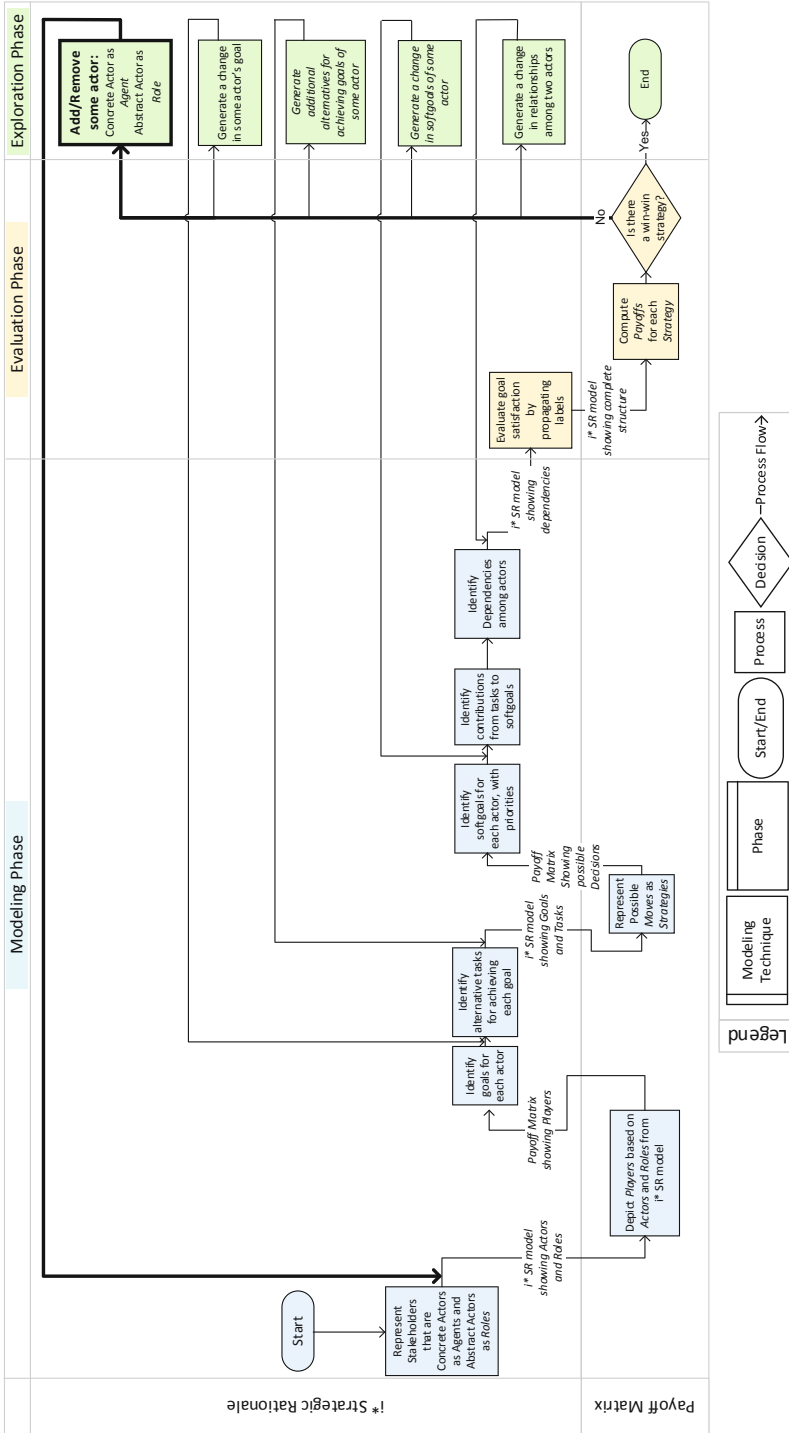 Modeling Phase
Evaluation Phase
Exploration Phase
i* Strategic Rationale
Payoff Matrix
Start
Represent
Stakeholders
that are
Concrete Actors
as Agents and
Abstract Actors
as Roles
i* SR model
showing Actors
and Roles
Depict Players based on
Actors and Roles from
i* SR model
Payoff Matrix
showing Players
Identify
goals for
each actor
Identify
alternative tasks
for achieving
each goal
i* SR model
showing Goals
and Tasks
Represent
Possible
Moves as
Strategies
Payoff
Matrix
Showing
possible
Decisions
Identify
softgoals for
each actor, with
priorities
Identify
contributions
from tasks to
softgoals
Identify
Dependencies
among actors
i* SR model
showing
dependencies
Evaluate goal
satisfaction
by
propagating
labels
i* SR model
showing complete
structure
Compute
Payoffs
for each
Strategy
Is there
a win-win
strategy?
No
Yes
End
Add/Remove
some actor:
Concrete Actor as
Agent
Abstract Actor as
Role
Generate a change
in some actor's goal
Generate
additional
alternatives for
achieving goals of
some actor
Generate a change
in softgoals of some
actor
Generate a change
in relationships
among two actors
Legend
Modeling
Technique
Phase
Start/End
Process
Decision
Process Flow